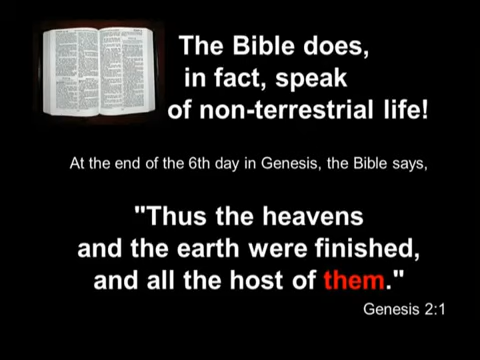 The Bible does,
in fact, speak
of non-terrestrial life!
At the end of the 6th day in Genesis, the Bible says,
"Thus the heavens
and the earth were finished,
and all the host of them."
Genesis 2:1